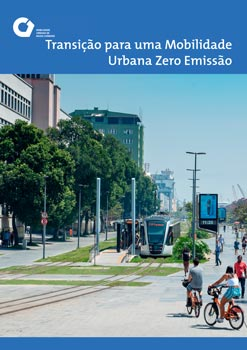 Transição para uma Mobilidade
Urbana Zero Emissão